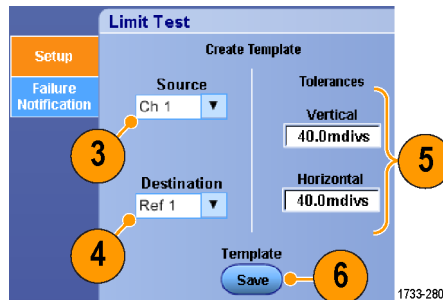 Limit Test
Setup
Failure
Notification
Create Template
Source
Ch 1
3
Destination
Ref 1
4
Tolerances
Vertical
40.0mdivs
Horizontal
40.0mdivs
5
Template
Save
6
1733-280